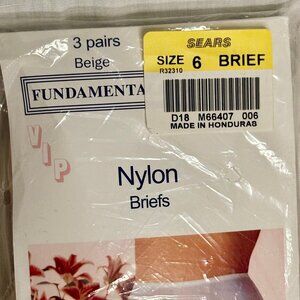 3 pairs
Beige
FUNDAMENTA
SEARS
SIZE 6 BRIEF
R32310
D18 M66407 006
MADE IN HONDURAS
VIP
Nylon
Briefs